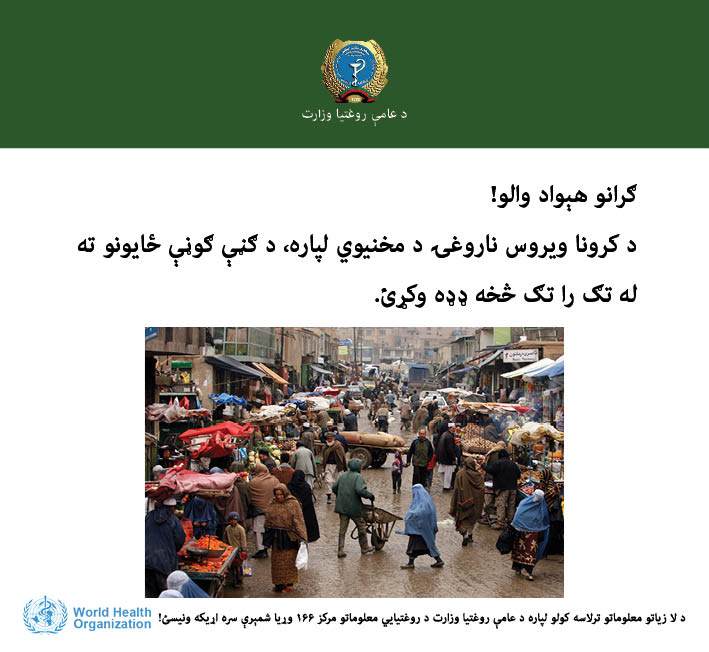 د عامې روغتیا وزارت
ګرانو هېواد والو!
د کرونا ویروس ناروغۍ د مخنیوي لپاره، د ګڼې ګوڼې ځایونو ته
له تګ را تګ څخه ډډه وکړئ.
World Health
Organization
د لا زیاتو معلوماتو ترلاسه کولو لپاره د عامې روغتیا وزارت د روغتیايي معلوماتو مرکز ۱۶۶ وړیا شمېرې سره اړیکه ونیسئ!